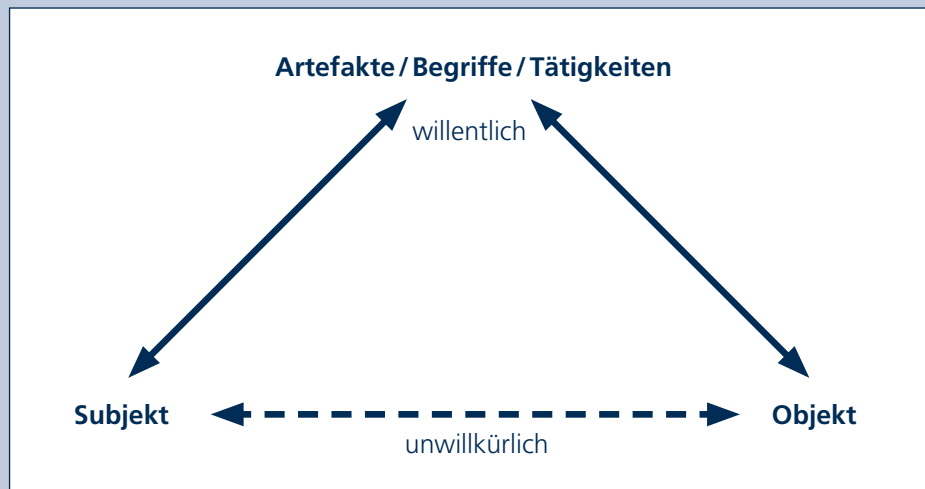 Artefakte / Begriffe / Tätigkeiten
willentlich
Subjekt
Objekt
unwillkürlich